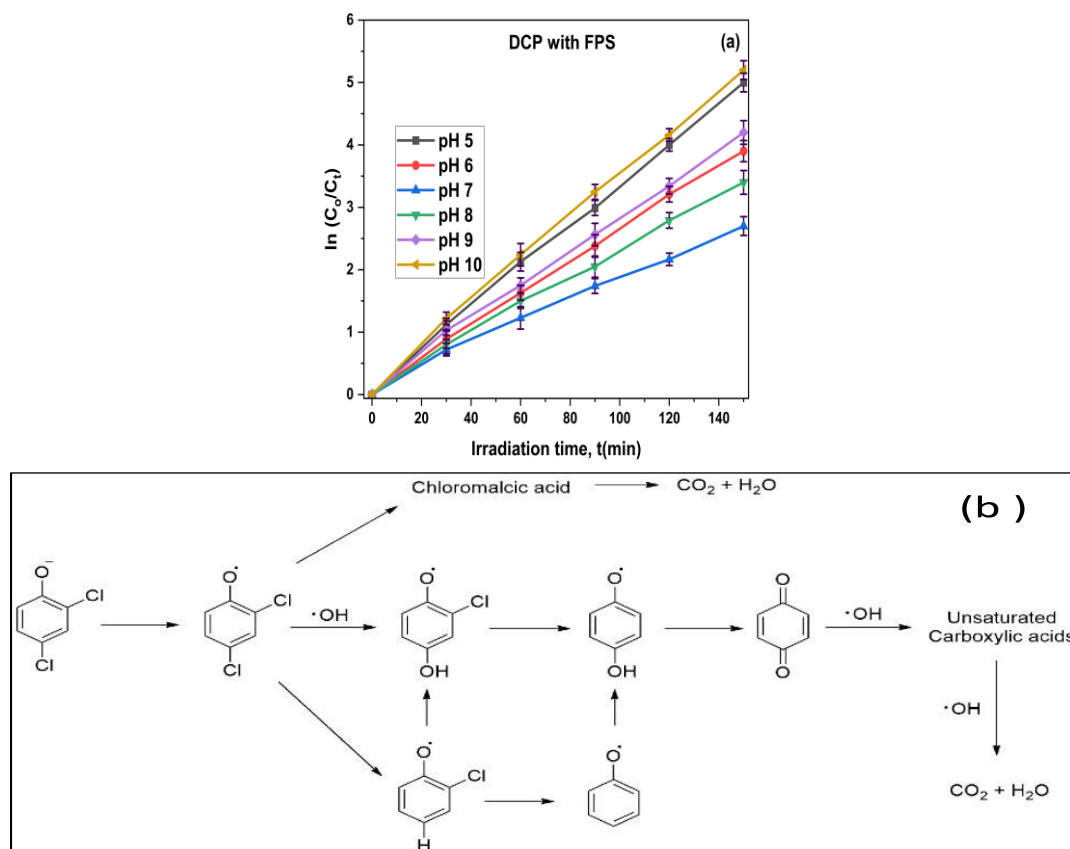 DCP with FPS
(a)
ln (C₀/Cₜ)
6
5
4
3
2
1
0
pH 5
pH 6
pH 7
pH 8
pH 9
pH 10
0 20 40 60 80 100 120 140
Irradiation time, t(min)
(b )
Chloromalcic acid
CO₂ + H₂O
O⁻
Cl
Cl
O•
Cl
Cl
•OH
O•
Cl
OH
O•
OH
O
O
•OH
Unsaturated
Carboxylic acids
•OH
CO₂ + H₂O
O•
Cl
H
O•